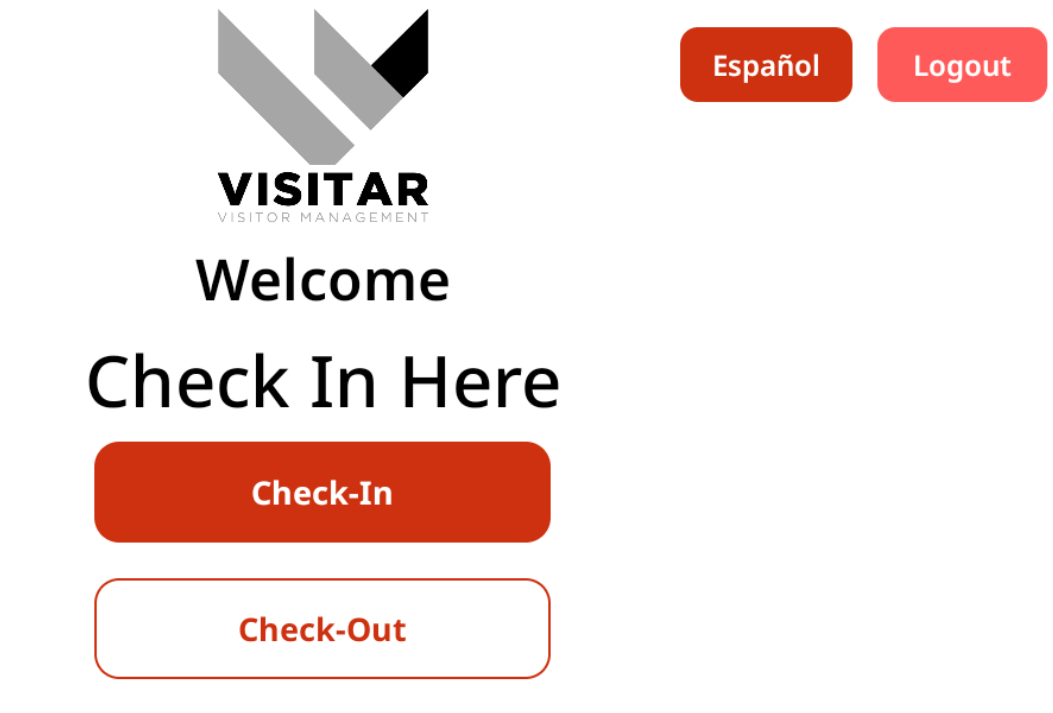 Español
Logout
VISITAR
VISITOR MANAGEMENT
Welcome
Check In Here
Check-In
Check-Out